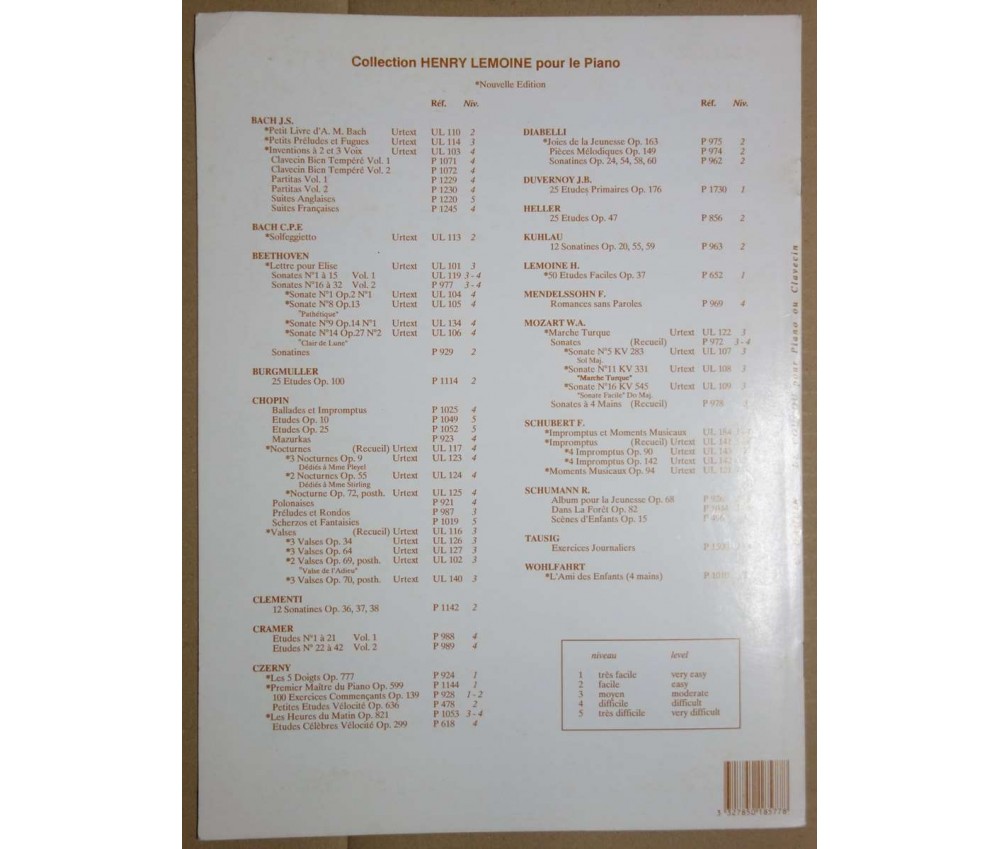 Collection HENRY LEMOINE pour le Piano
*Nouvelle Edition
Réf. Niv.
BACH J.S.
*Petit Livre d'A. M. Bach Urtext UL 110 2
*Petits Préludes et Fugues Urtext UL 114 3
*Inventions à 2 et 3 Voix Urtext UL 103 4
Clavecin Bien Tempéré Vol. 1 P 1071 4
Clavecin Bien Tempéré Vol. 2 P 1072 4
Partitas Vol. 1 P 1229 4
Partitas Vol. 2 P 1230 4
Suites Anglaises P 1220 5
Suites Françaises P 1245 4
BACH C.P.E
*Solfeggietto Urtext UL 113 2
BEETHOVEN
*Lettre pour Elise Urtext UL 101 3
Sonates N°1 à 15 Vol. 1 UL 119 3-4
Sonates N°16 à 32 Vol. 2 P 977 3-4
*Sonate N°1 Op.2 N°1 UL 104 4
*Sonate N°8 Op.13 UL 105 4
"Pathétique"
*Sonate N°9 Op.14 N°1 UL 134 4
*Sonate N°14 Op.27 N°2 UL 106 4
"Clair de Lune"
Sonatines P 929 2
BURGMULLER
25 Etudes Op. 100 P 1114 2
CHOPIN
Ballades et Impromptus P 1025 4
Etudes Op. 10 P 1049 5
Etudes Op. 25 P 1052 5
Mazurkas P 923 4
*Nocturnes (Recueil) Urtext UL 117 4
*3 Nocturnes Op. 9 Urtext UL 123 4
Dédiés à Mme Pleyel
*2 Nocturnes Op. 55 Urtext UL 124 4
Dédiés à Mme Stirling
*Nocturne Op. 72, posth. Urtext UL 125 4
Polonaises P 921 4
Préludes et Rondos P 987 3
Scherzos et Fantaisies P 1019 5
*Valses (Recueil) Urtext UL 116 3
*3 Valses Op. 34 Urtext UL 126 3
*3 Valses Op. 64 Urtext UL 127 3
*2 Valses Op. 69, posth. Urtext UL 102 3
"Valse de l'Adieu"
*3 Valses Op. 70, posth. Urtext UL 140 3
CLEMENTI
12 Sonatines Op. 36, 37, 38 P 1142 2
CRAMER
Etudes N°1 à 21 Vol. 1 P 988 4
Etudes N° 22 à 42 Vol. 2 P 989 4
CZERNY
*Les 5 Doigts Op. 777 P 924 1
*Premier Maître du Piano Op. 599 P 1144 1
100 Exercices Commençants Op. 139 P 928 1-2
Petites Etudes Vélocité Op. 636 P 478 2
*Les Heures du Matin Op. 821 P 1053 3-4
Etudes Célèbres Vélocité Op. 299 P 618 4
Réf. Niv.
DIABELLI
*Joies de la Jeunesse Op. 163 P 975 2
Pièces Mélodiques Op. 149 P 974 2
Sonatines Op. 24, 54, 58, 60 P 962 2
DUVERNOY J.B.
25 Etudes Primaires Op. 176 P 1730 1
HELLER
25 Etudes Op. 47 P 856 2
KUHLAU
12 Sonatines Op. 20, 55, 59 P 963 2
LEMOINE H.
*50 Etudes Faciles Op. 37 P 652 1
MENDELSSOHN F.
Romances sans Paroles P 969 4
MOZART W.A.
*Marche Turque Urtext UL 122 3
Sonates (Recueil) P 972 3-4
*Sonate N°5 KV 283 Urtext UL 107 3
Sol Maj.
*Sonate N°11 KV 331 Urtext UL 108 3
"Marche Turque"
*Sonate N°16 KV 545 Urtext UL 109 3
"Sonate Facile" Do Maj.
Sonates à 4 Mains (Recueil) P 978
SCHUBERT F.
*Impromptus et Moments Musicaux UL
*Impromptus (Recueil) Urtext UL
*4 Impromptus Op. 90 Urtext UL
*4 Impromptus Op. 142 Urtext UL
*Moments Musicaux Op. 94 Urtext UL
SCHUMANN R.
Album pour la Jeunesse Op. 68 P
Dans La Forêt Op. 82 P
Scènes d'Enfants Op. 15 P
TAUSIG
Exercices Journaliers P
WOHLFAHRT
*L'Ami des Enfants (4 mains) P
niveau level
1 très facile very easy
2 facile easy
3 moyen moderate
4 difficile difficult
5 très difficile very difficult
pour Piano ou Clavecin
3 327850 185778